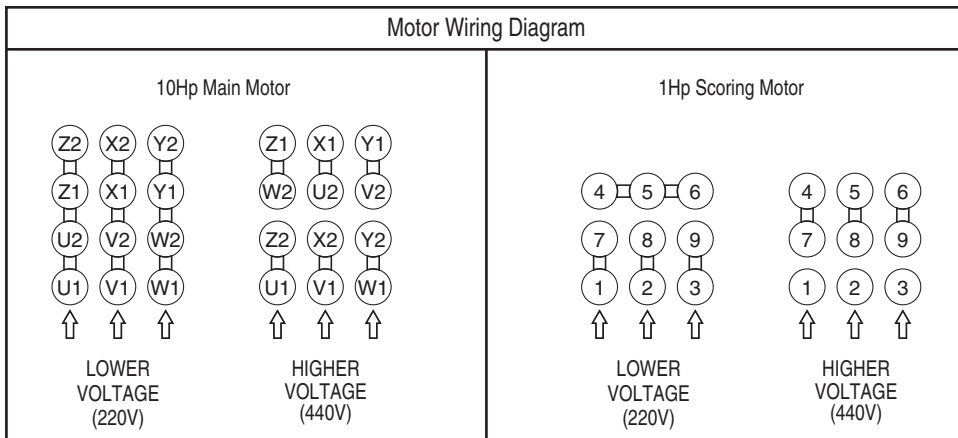 Motor Wiring Diagram
10Hp Main Motor
Z2 X2 Y2
Z1 X1 Y1
U2 V2 W2
U1 V1 W1
LOWER
VOLTAGE
(220V)
Z1 X1 Y1
W2 U2 V2
Z2 X2 Y2
U1 V1 W1
HIGHER
VOLTAGE
(440V)
1Hp Scoring Motor
4 5 6
7 8 9
1 2 3
LOWER
VOLTAGE
(220V)
4 5 6
7 8 9
1 2 3
HIGHER
VOLTAGE
(440V)